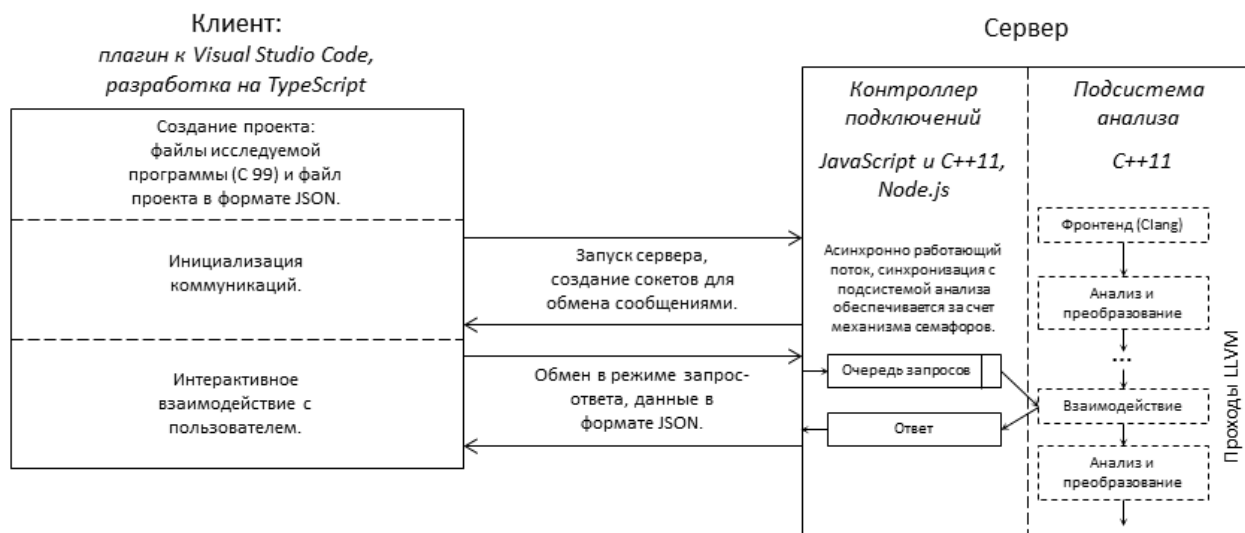 Клиент:
плагин к Visual Studio Code,
разработка на TypeScript
Создание проекта:
файлы исследуемой
программы (С 99) и файл
проекта в формате JSON.
Инициализация
коммуникаций.
Интерактивное
взаимодействие с
пользователем.
Запуск сервера,
создание сокетов для
обмена сообщениями.
Обмен в режиме запрос-
ответа, данные в
формате JSON.
Сервер
Контроллер
подключений
JavaScript и C++11,
Node.js
Асинхронно работающий
поток, синхронизация с
подсистемой анализа
обеспечивается за счет
механизма семафоров.
Очередь запросов
Ответ
Подсистема
анализа
C++11
Фронтенд (Clang)
Анализ и
преобразование
...
Взаимодействие
Анализ и
преобразование
Проходы LLVM